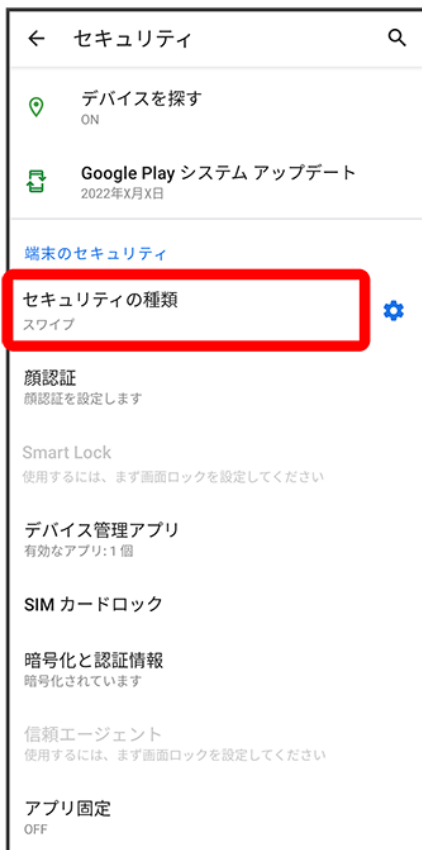 セキュリティ
デバイスを探す
ON
Google Play システム アップデート
2022年X月X日
端末のセキュリティ
セキュリティの種類
スワイプ
顔認証
顔認証を設定します
Smart Lock
使用するには、まず画面ロックを設定してください
デバイス管理アプリ
有効なアプリ: 1 個
SIM カードロック
暗号化と認証情報
暗号化されています
信頼エージェント
使用するには、まず画面ロックを設定してください
アプリ固定
OFF